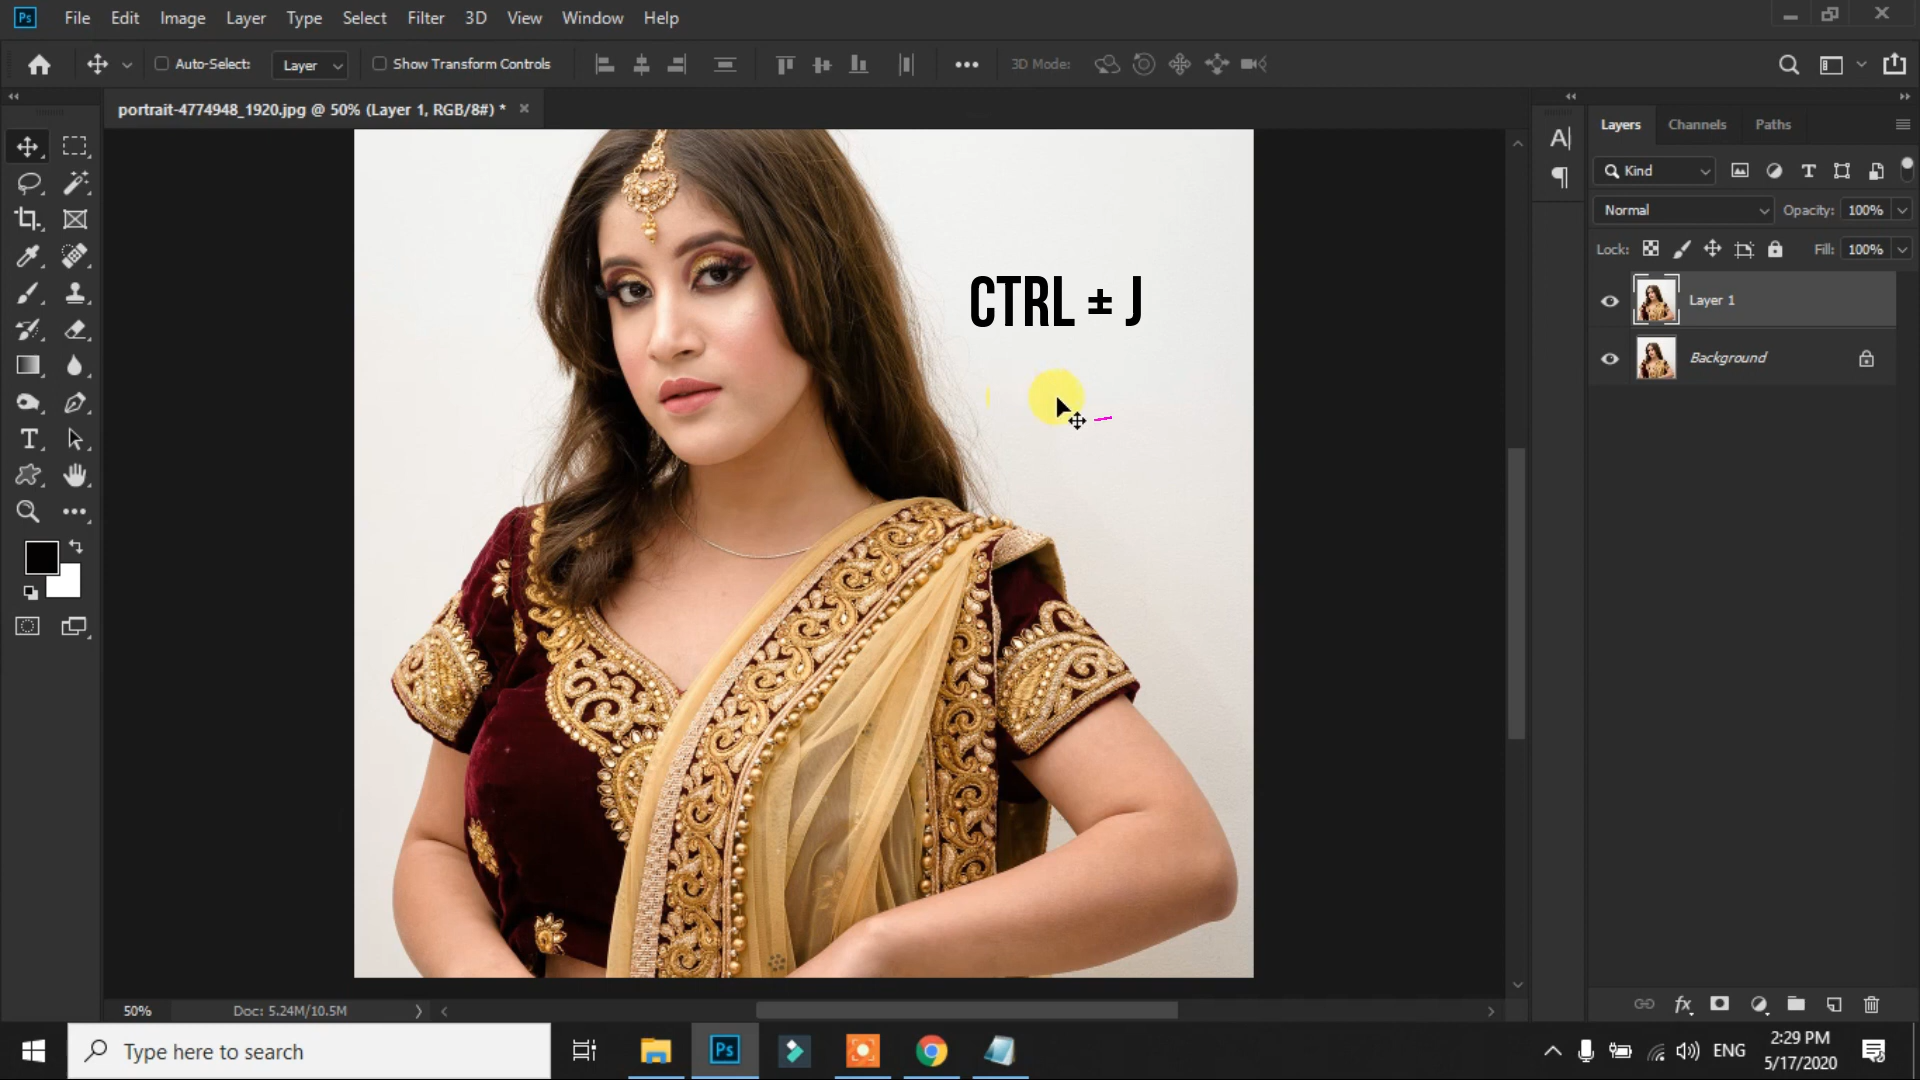 Ps File Edit Image Layer Type Select Filter 3D View Window Help
Auto-Select: Layer Show Transform Controls 3D Mode:
portrait-4774948_1920.jpg @ 50% (Layer 1, RGB/8#) *
Layers Channels Paths
Kind
Normal Opacity: 100%
Lock: Fill: 100%
Layer 1
Background
CTRL ± J
50% Doc: 5.24M/10.5M
Type here to search
Ps
ENG
2:29 PM
5/17/2020